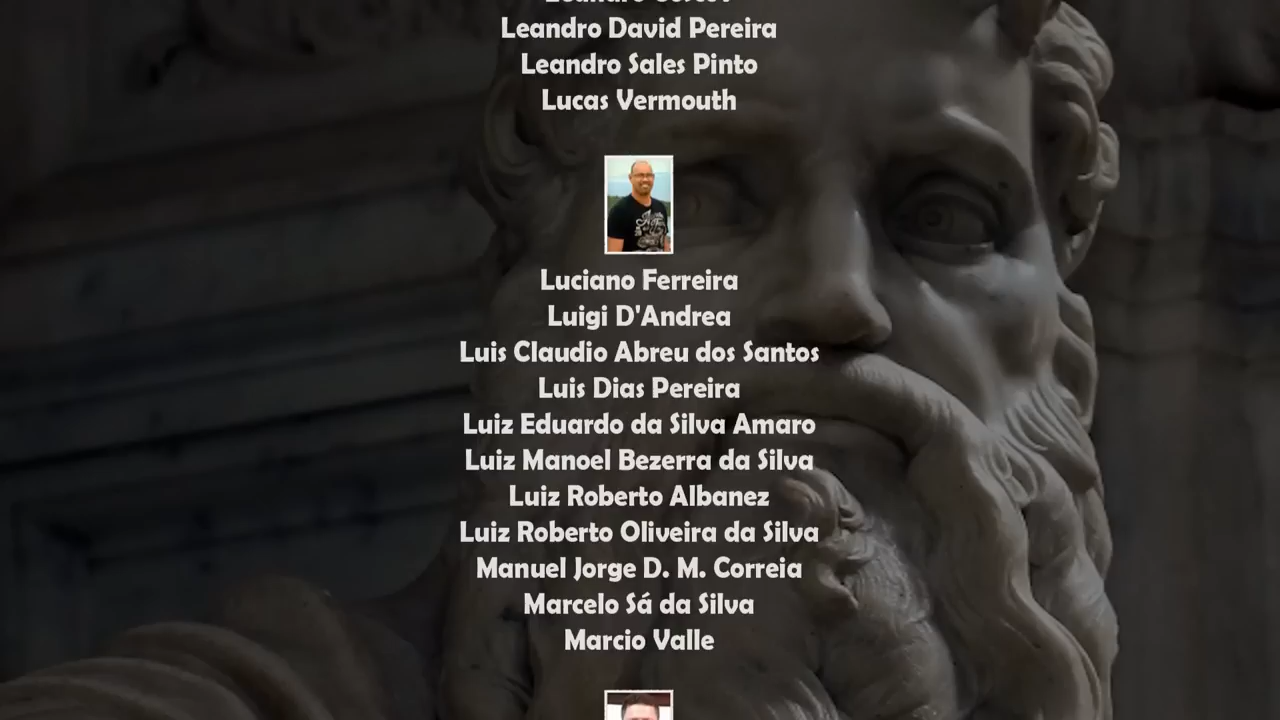 Leandro David Pereira
Leandro Sales Pinto
Lucas Vermouth
Luciano Ferreira
Luigi D'Andrea
Luis Claudio Abreu dos Santos
Luis Dias Pereira
Luiz Eduardo da Silva Amaro
Luiz Manoel Bezerra da Silva
Luiz Roberto Albanez
Luiz Roberto Oliveira da Silva
Manuel Jorge D. M. Correia
Marcelo Sá da Silva
Marcio Valle